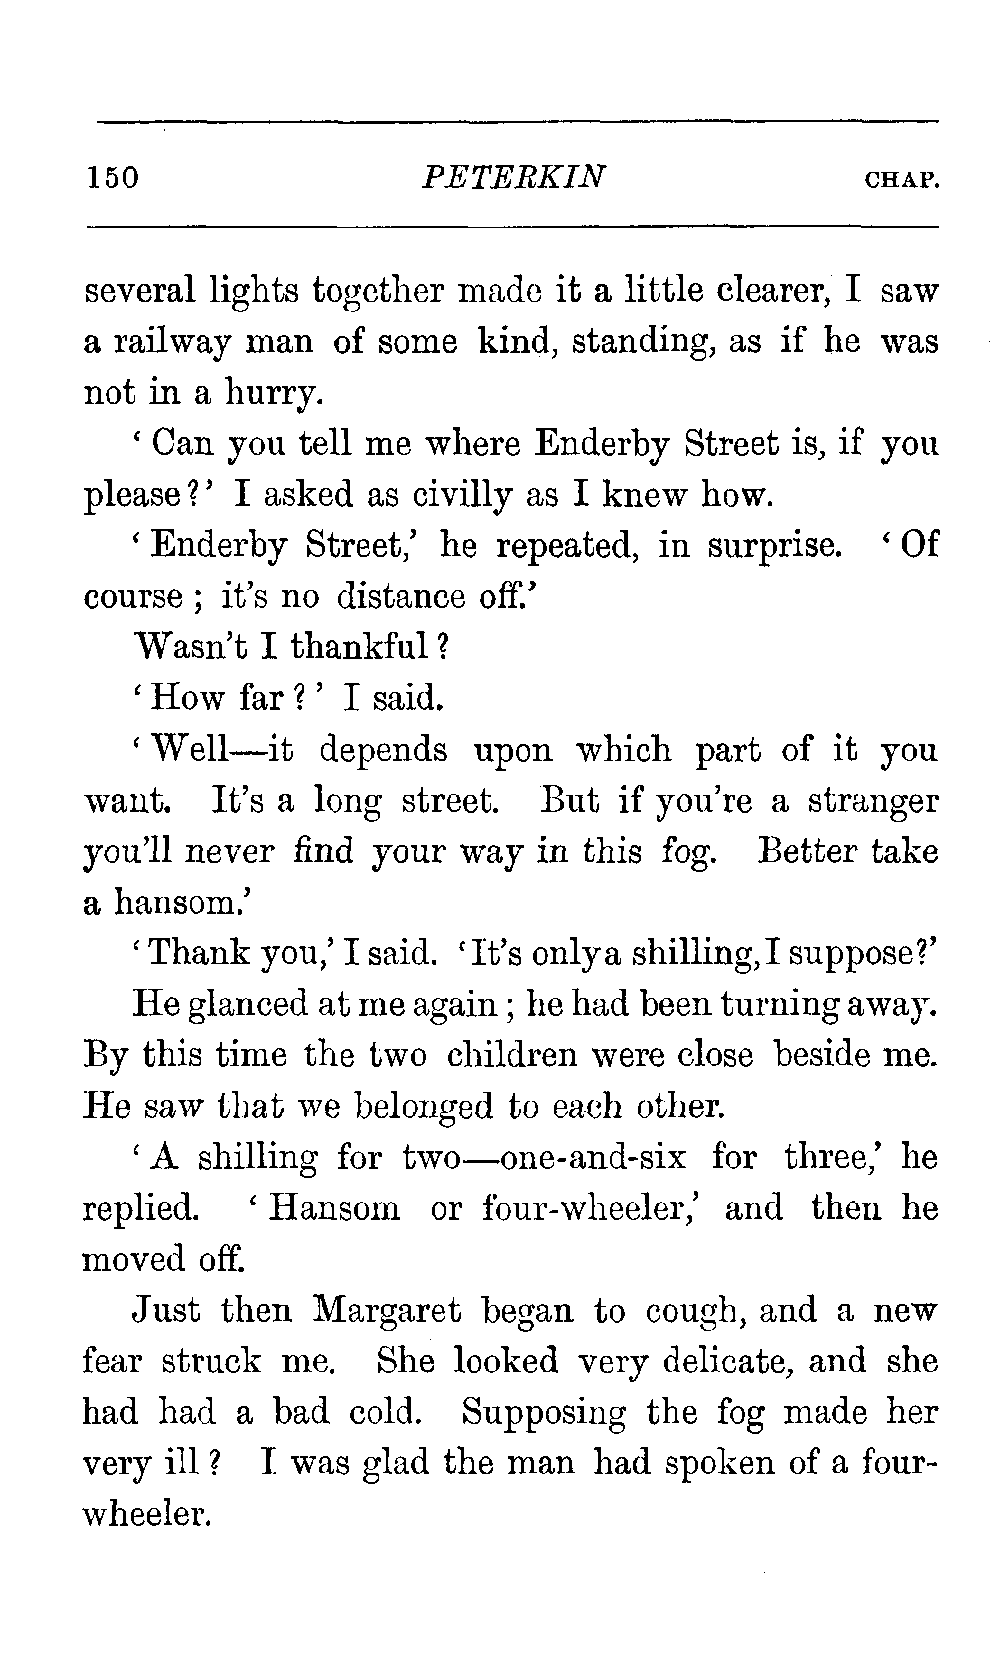 150 PETERKIN CHAP.
several lights together made it a little clearer, I saw
a railway man of some kind, standing, as if he was
not in a hurry.
‘ Can you tell me where Enderby Street is, if you
please?’ I asked as civilly as I knew how.
‘ Enderby Street,’ he repeated, in surprise. ‘ Of
course ; it’s no distance off.’
Wasn’t I thankful ?
‘ How far ? ’ I said.
‘ Well—it depends upon which part of it you
want. It’s a long street. But if you’re a stranger
you’ll never find your way in this fog. Better take
a hansom.’
‘ Thank you,’ I said. ‘It’s only a shilling, I suppose?’
He glanced at me again ; he had been turning away.
By this time the two children were close beside me.
He saw that we belonged to each other.
‘ A shilling for two—one-and-six for three,’ he
replied. ‘ Hansom or four-wheeler,’ and then he
moved off.
Just then Margaret began to cough, and a new
fear struck me. She looked very delicate, and she
had had a bad cold. Supposing the fog made her
very ill ? I was glad the man had spoken of a four-
wheeler.